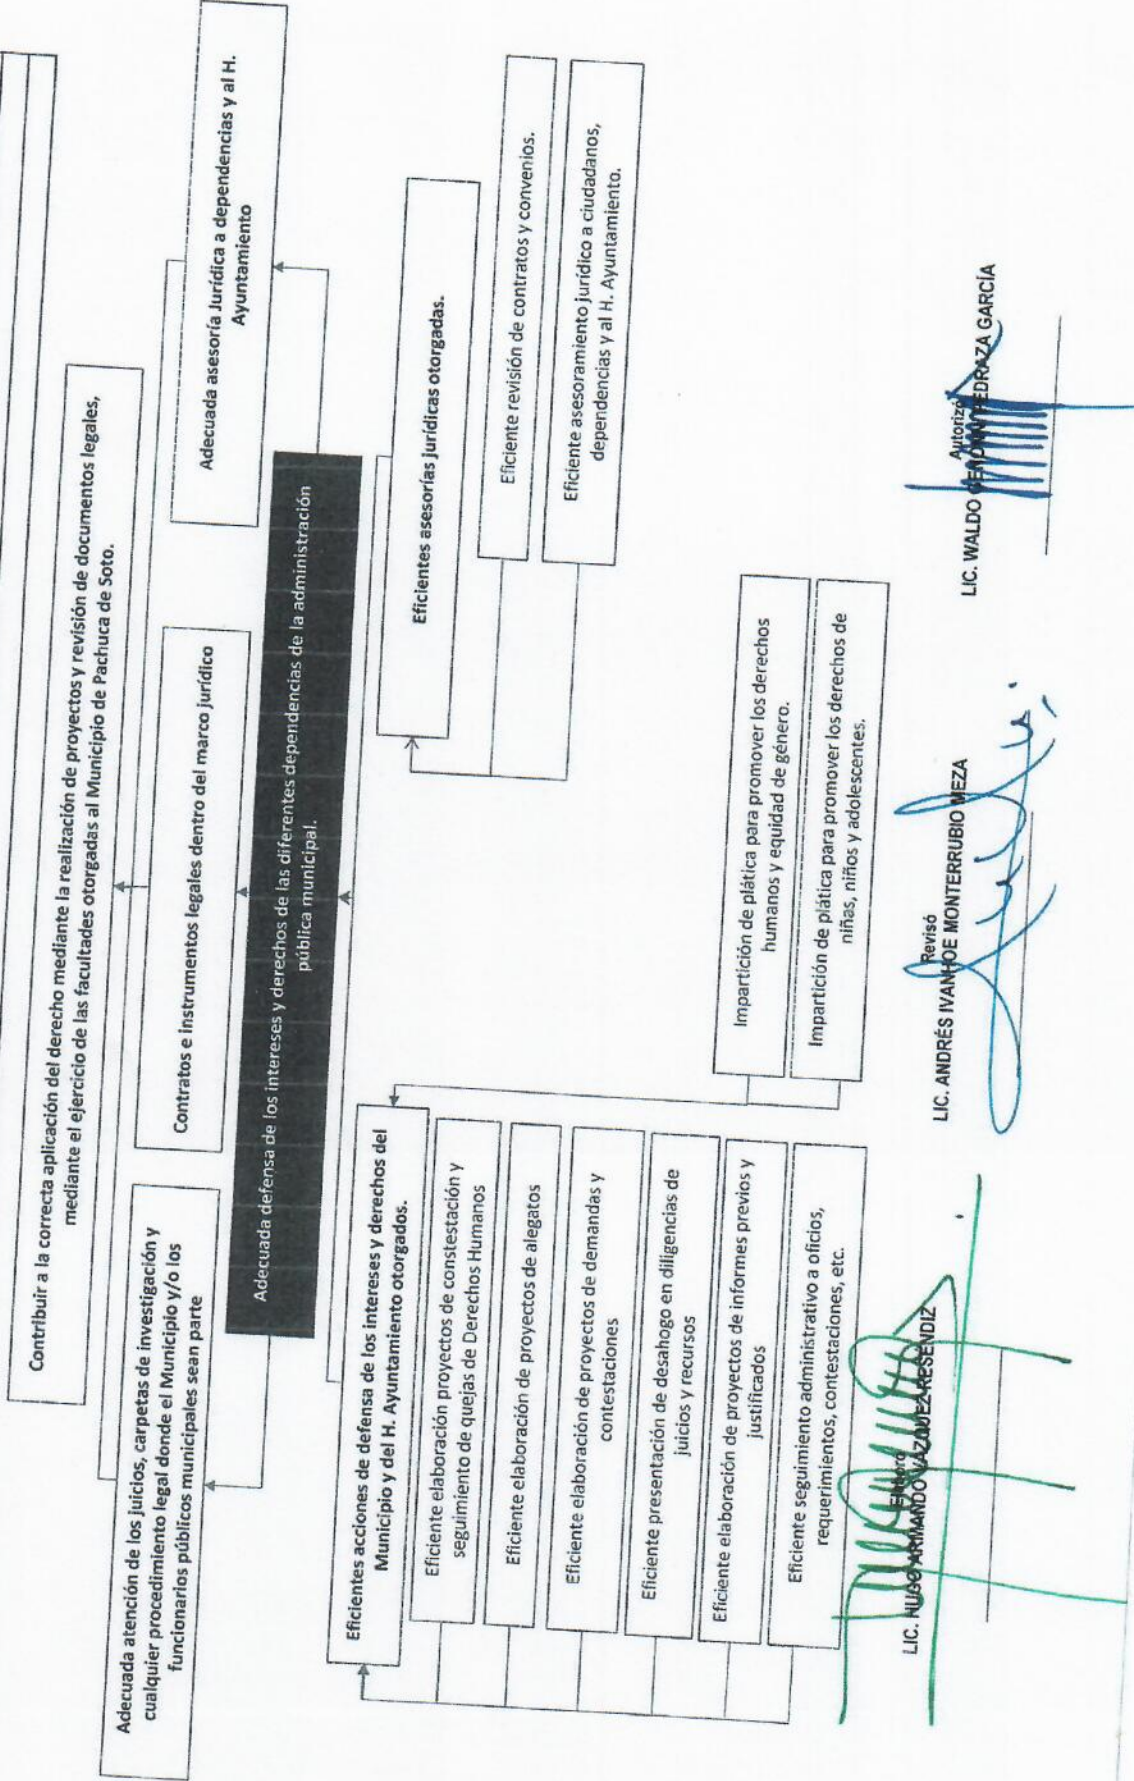 Contribuir a la correcta aplicación del derecho mediante la realización de proyectos y revisión de documentos legales,
mediante el ejercicio de las facultades otorgadas al Municipio de Pachuca de Soto.
Adecuada atención de los juicios, carpetas de investigación y
cualquier procedimiento legal donde el Municipio y/o los
funcionarios públicos municipales sean parte
Contratos e instrumentos legales dentro del marco jurídico
Adecuada asesoría Jurídica a dependencias y al H.
Ayuntamiento
Adecuada defensa de los intereses y derechos de las diferentes dependencias de la administración
pública municipal.
Eficientes acciones de defensa de los intereses y derechos del
Municipio y del H. Ayuntamiento otorgados.
Eficiente elaboración proyectos de constestación y
seguimiento de quejas de Derechos Humanos
Eficiente elaboración de proyectos de alegatos
Eficiente elaboración de proyectos de demandas y
contestaciones
Eficiente presentación de desahogo en diligencias de
juicios y recursos
Eficiente elaboración de proyectos de informes previos y
justificados
Eficiente seguimiento administrativo a oficios,
requerimientos, contestaciones, etc.
Impartición de plática para promover los derechos
humanos y equidad de género.
Impartición de plática para promover los derechos de
niñas, niños y adolescentes.
Eficientes asesorías jurídicas otorgadas.
Eficiente revisión de contratos y convenios.
Eficiente asesoramiento jurídico a ciudadanos,
dependencias y al H. Ayuntamiento.
Elaboró
LIC. HUGO ARMANDO VAZQUEZ RESENDIZ
Revisó
LIC. ANDRÉS IVANHOE MONTERRUBIO MEZA
Autorizó
LIC. WALDO GERONN PEDRAZA GARCÍA